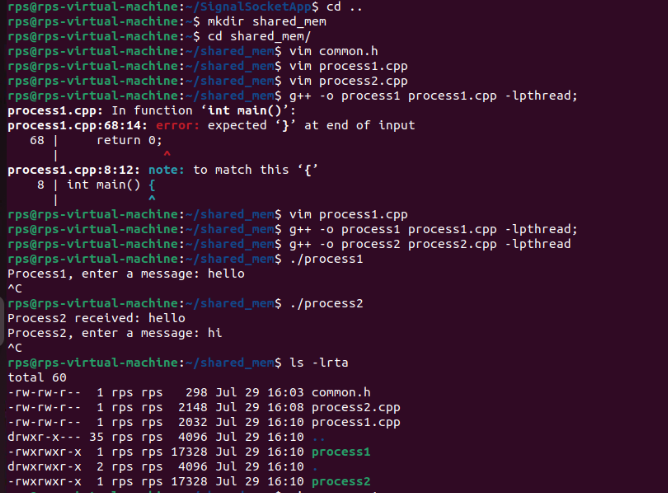 rps@rps-virtual-machine:~/SignalSocketApp$ cd ..
rps@rps-virtual-machine:~$ mkdir shared_mem
rps@rps-virtual-machine:~$ cd shared_mem/
rps@rps-virtual-machine:~/shared_mem$ vim common.h
rps@rps-virtual-machine:~/shared_mem$ vim process1.cpp
rps@rps-virtual-machine:~/shared_mem$ vim process2.cpp
rps@rps-virtual-machine:~/shared_mem$ g++ -o process1 process1.cpp -lpthread;
process1.cpp: In function ‘int main()’:
process1.cpp:68:14: error: expected ‘}’ at end of input
   68 |     return 0;
      |              ^
process1.cpp:8:12: note: to match this ‘{’
    8 | int main() {
      |            ^
rps@rps-virtual-machine:~/shared_mem$ vim process1.cpp
rps@rps-virtual-machine:~/shared_mem$ g++ -o process1 process1.cpp -lpthread;
rps@rps-virtual-machine:~/shared_mem$ g++ -o process2 process2.cpp -lpthread
rps@rps-virtual-machine:~/shared_mem$ ./process1
Process1, enter a message: hello
^C
rps@rps-virtual-machine:~/shared_mem$ ./process2
Process2 received: hello
Process2, enter a message: hi
^C
rps@rps-virtual-machine:~/shared_mem$ ls -lrta
total 60
-rw-rw-r--  1 rps rps   298 Jul 29 16:03 common.h
-rw-rw-r--  1 rps rps  2148 Jul 29 16:08 process2.cpp
-rw-rw-r--  1 rps rps  2032 Jul 29 16:10 process1.cpp
drwxr-x--- 35 rps rps  4096 Jul 29 16:10 ..
-rwxrwxr-x  1 rps rps 17328 Jul 29 16:10 process1
drwxrwxr-x  2 rps rps  4096 Jul 29 16:10 .
-rwxrwxr-x  1 rps rps 17328 Jul 29 16:10 process2